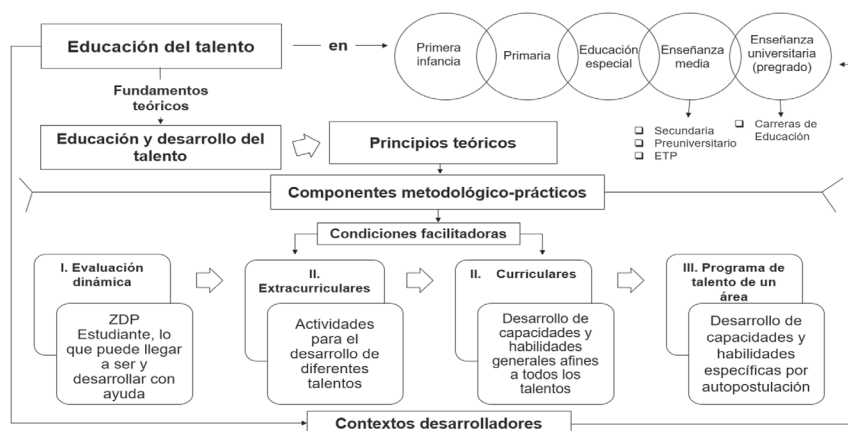 Educación del talento
en
Primera
infancia
Primaria
Educación
especial
Enseñanza
media
Enseñanza
universitaria
(pregrado)
Fundamentos
teóricos
❑ Secundaria
❑ Preuniversitario
❑ ETP
❑ Carreras de
Educación
Educación y desarrollo del
talento
Principios teóricos
Componentes metodológico-prácticos
Condiciones facilitadoras
I. Evaluación
dinámica
ZDP
Estudiante, lo
que puede llegar
a ser y
desarrollar con
ayuda
II.
Extracurriculares
Actividades
para el
desarrollo de
diferentes
talentos
II. Curriculares
Desarrollo de
capacidades y
habilidades
generales afines
a todos los
talentos
III. Programa de
talento de un
área
Desarrollo de
capacidades y
habilidades
específicas por
autopostulación
Contextos desarrolladores